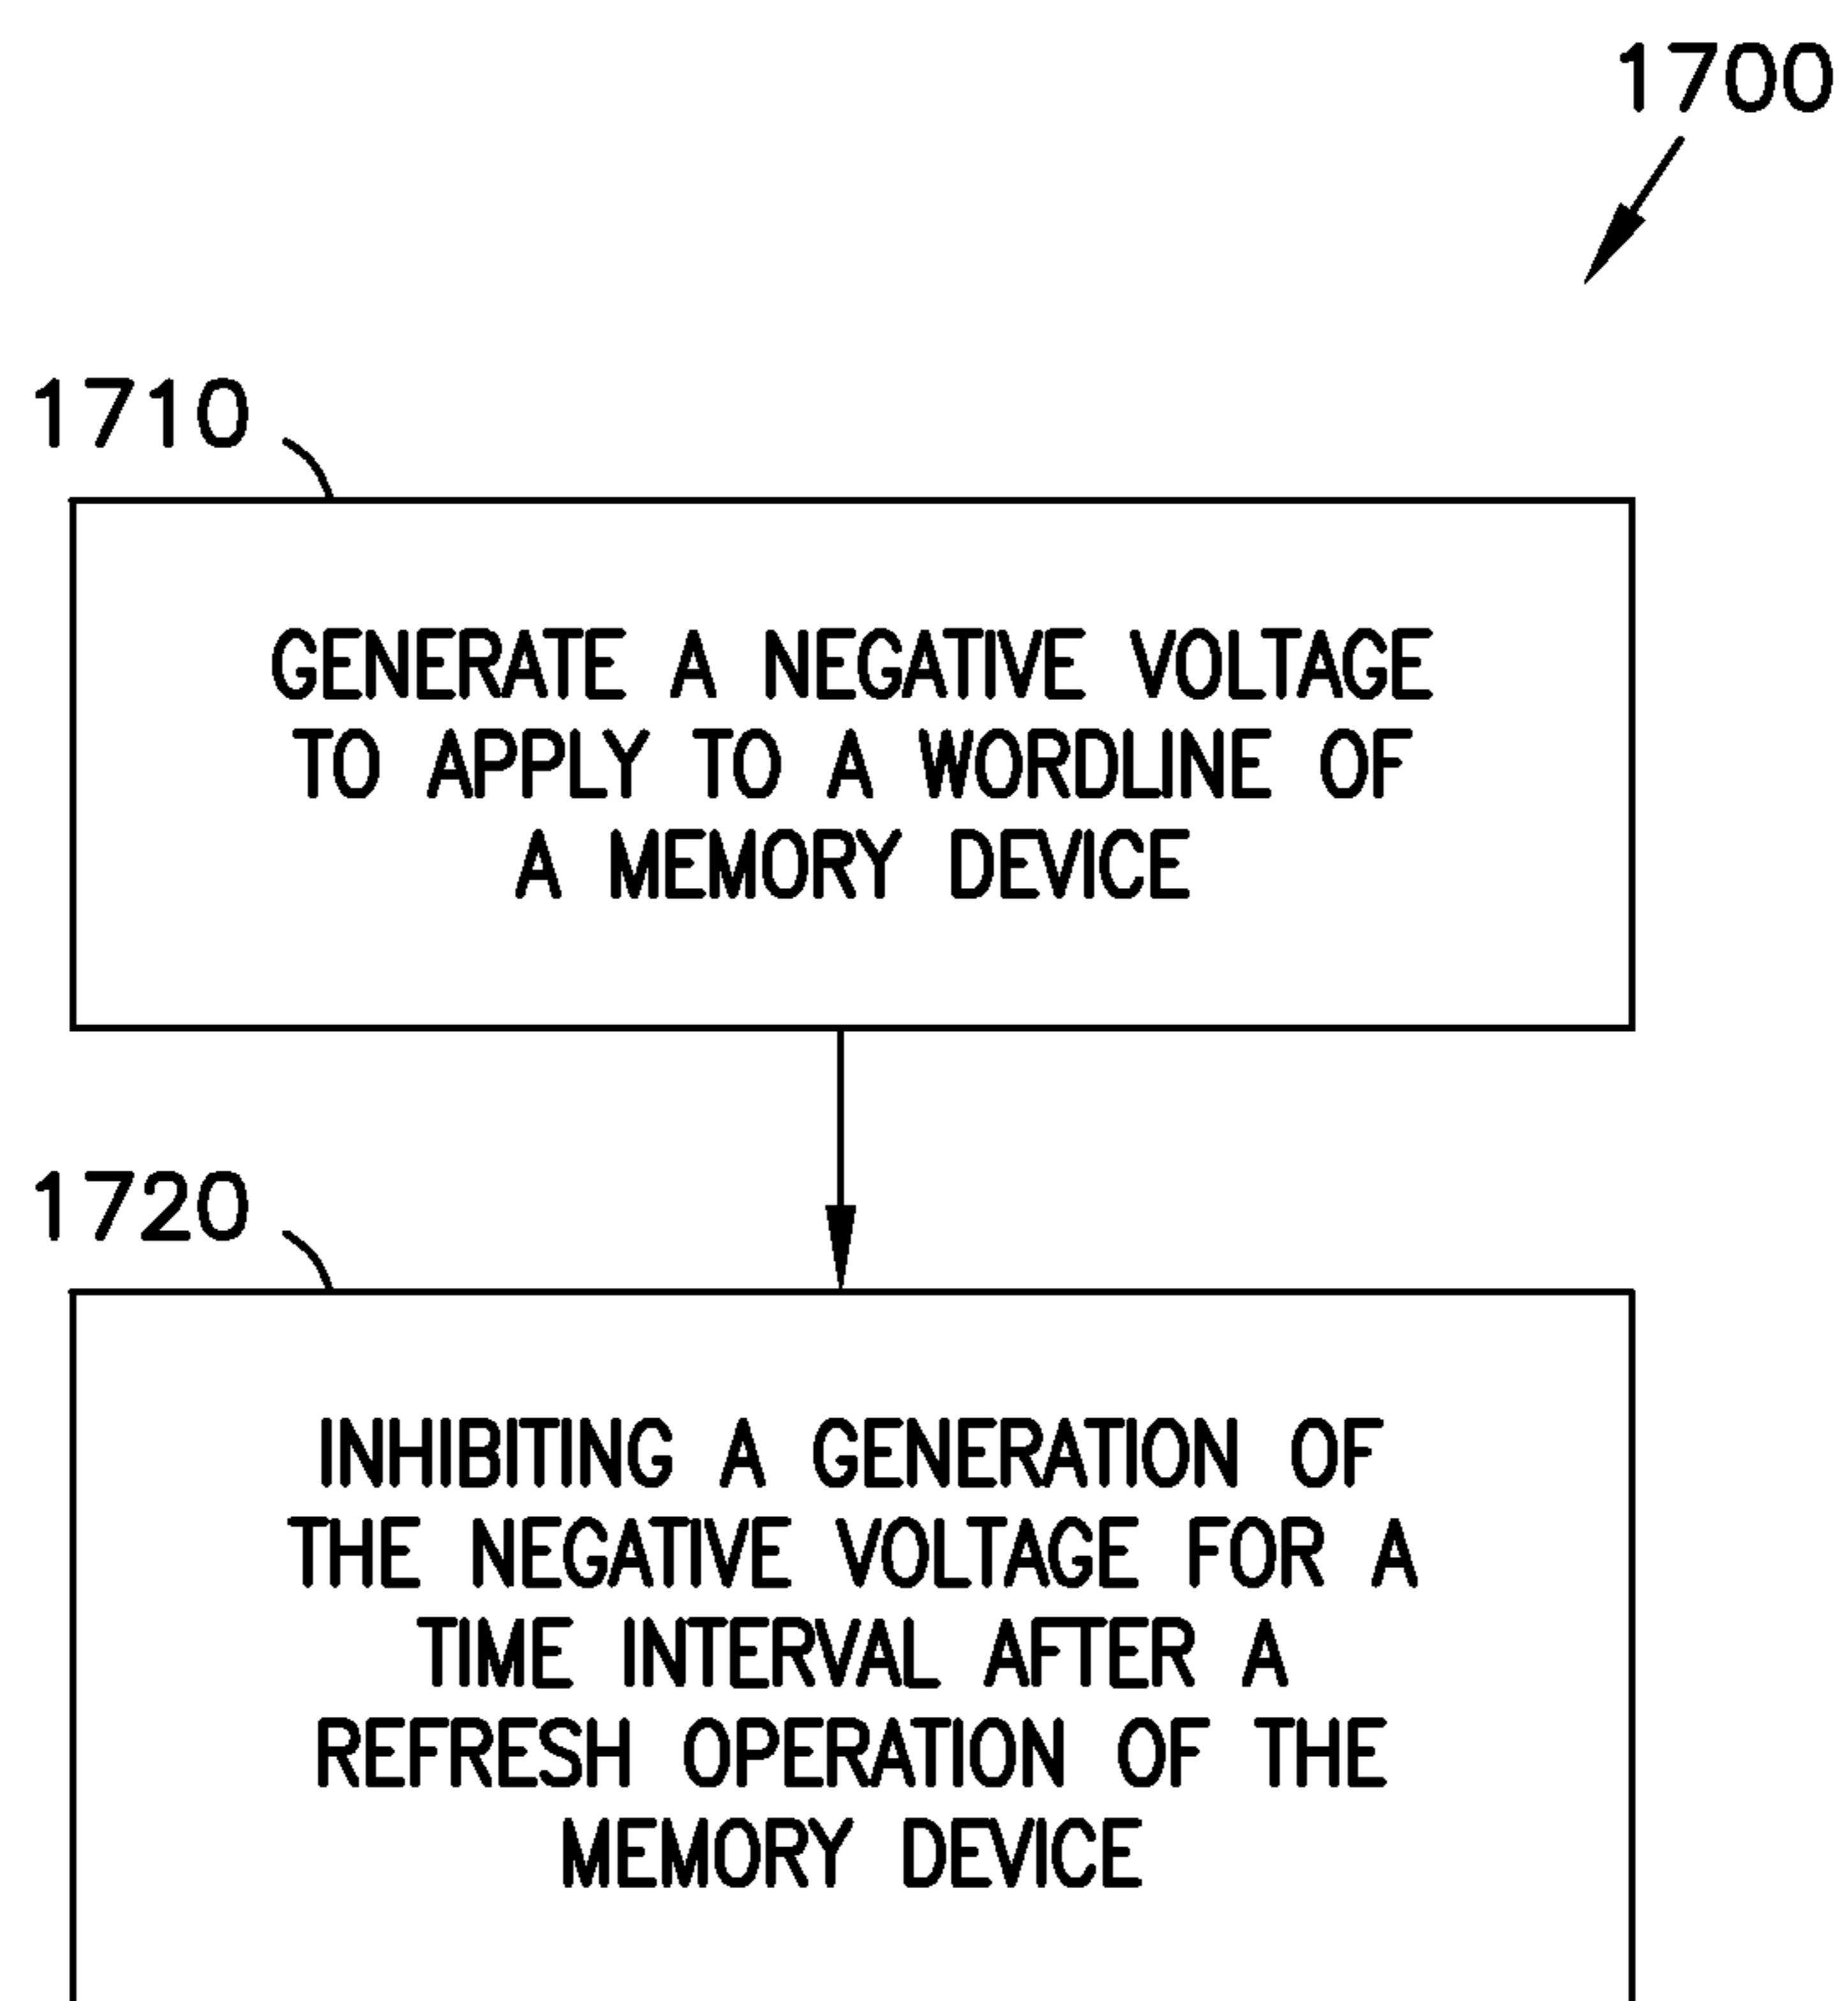 1700
1710
GENERATE A NEGATIVE VOLTAGE
TO APPLY TO A WORDLINE OF
A MEMORY DEVICE
1720
INHIBITING A GENERATION OF
THE NEGATIVE VOLTAGE FOR A
TIME INTERVAL AFTER A
REFRESH OPERATION OF THE
MEMORY DEVICE